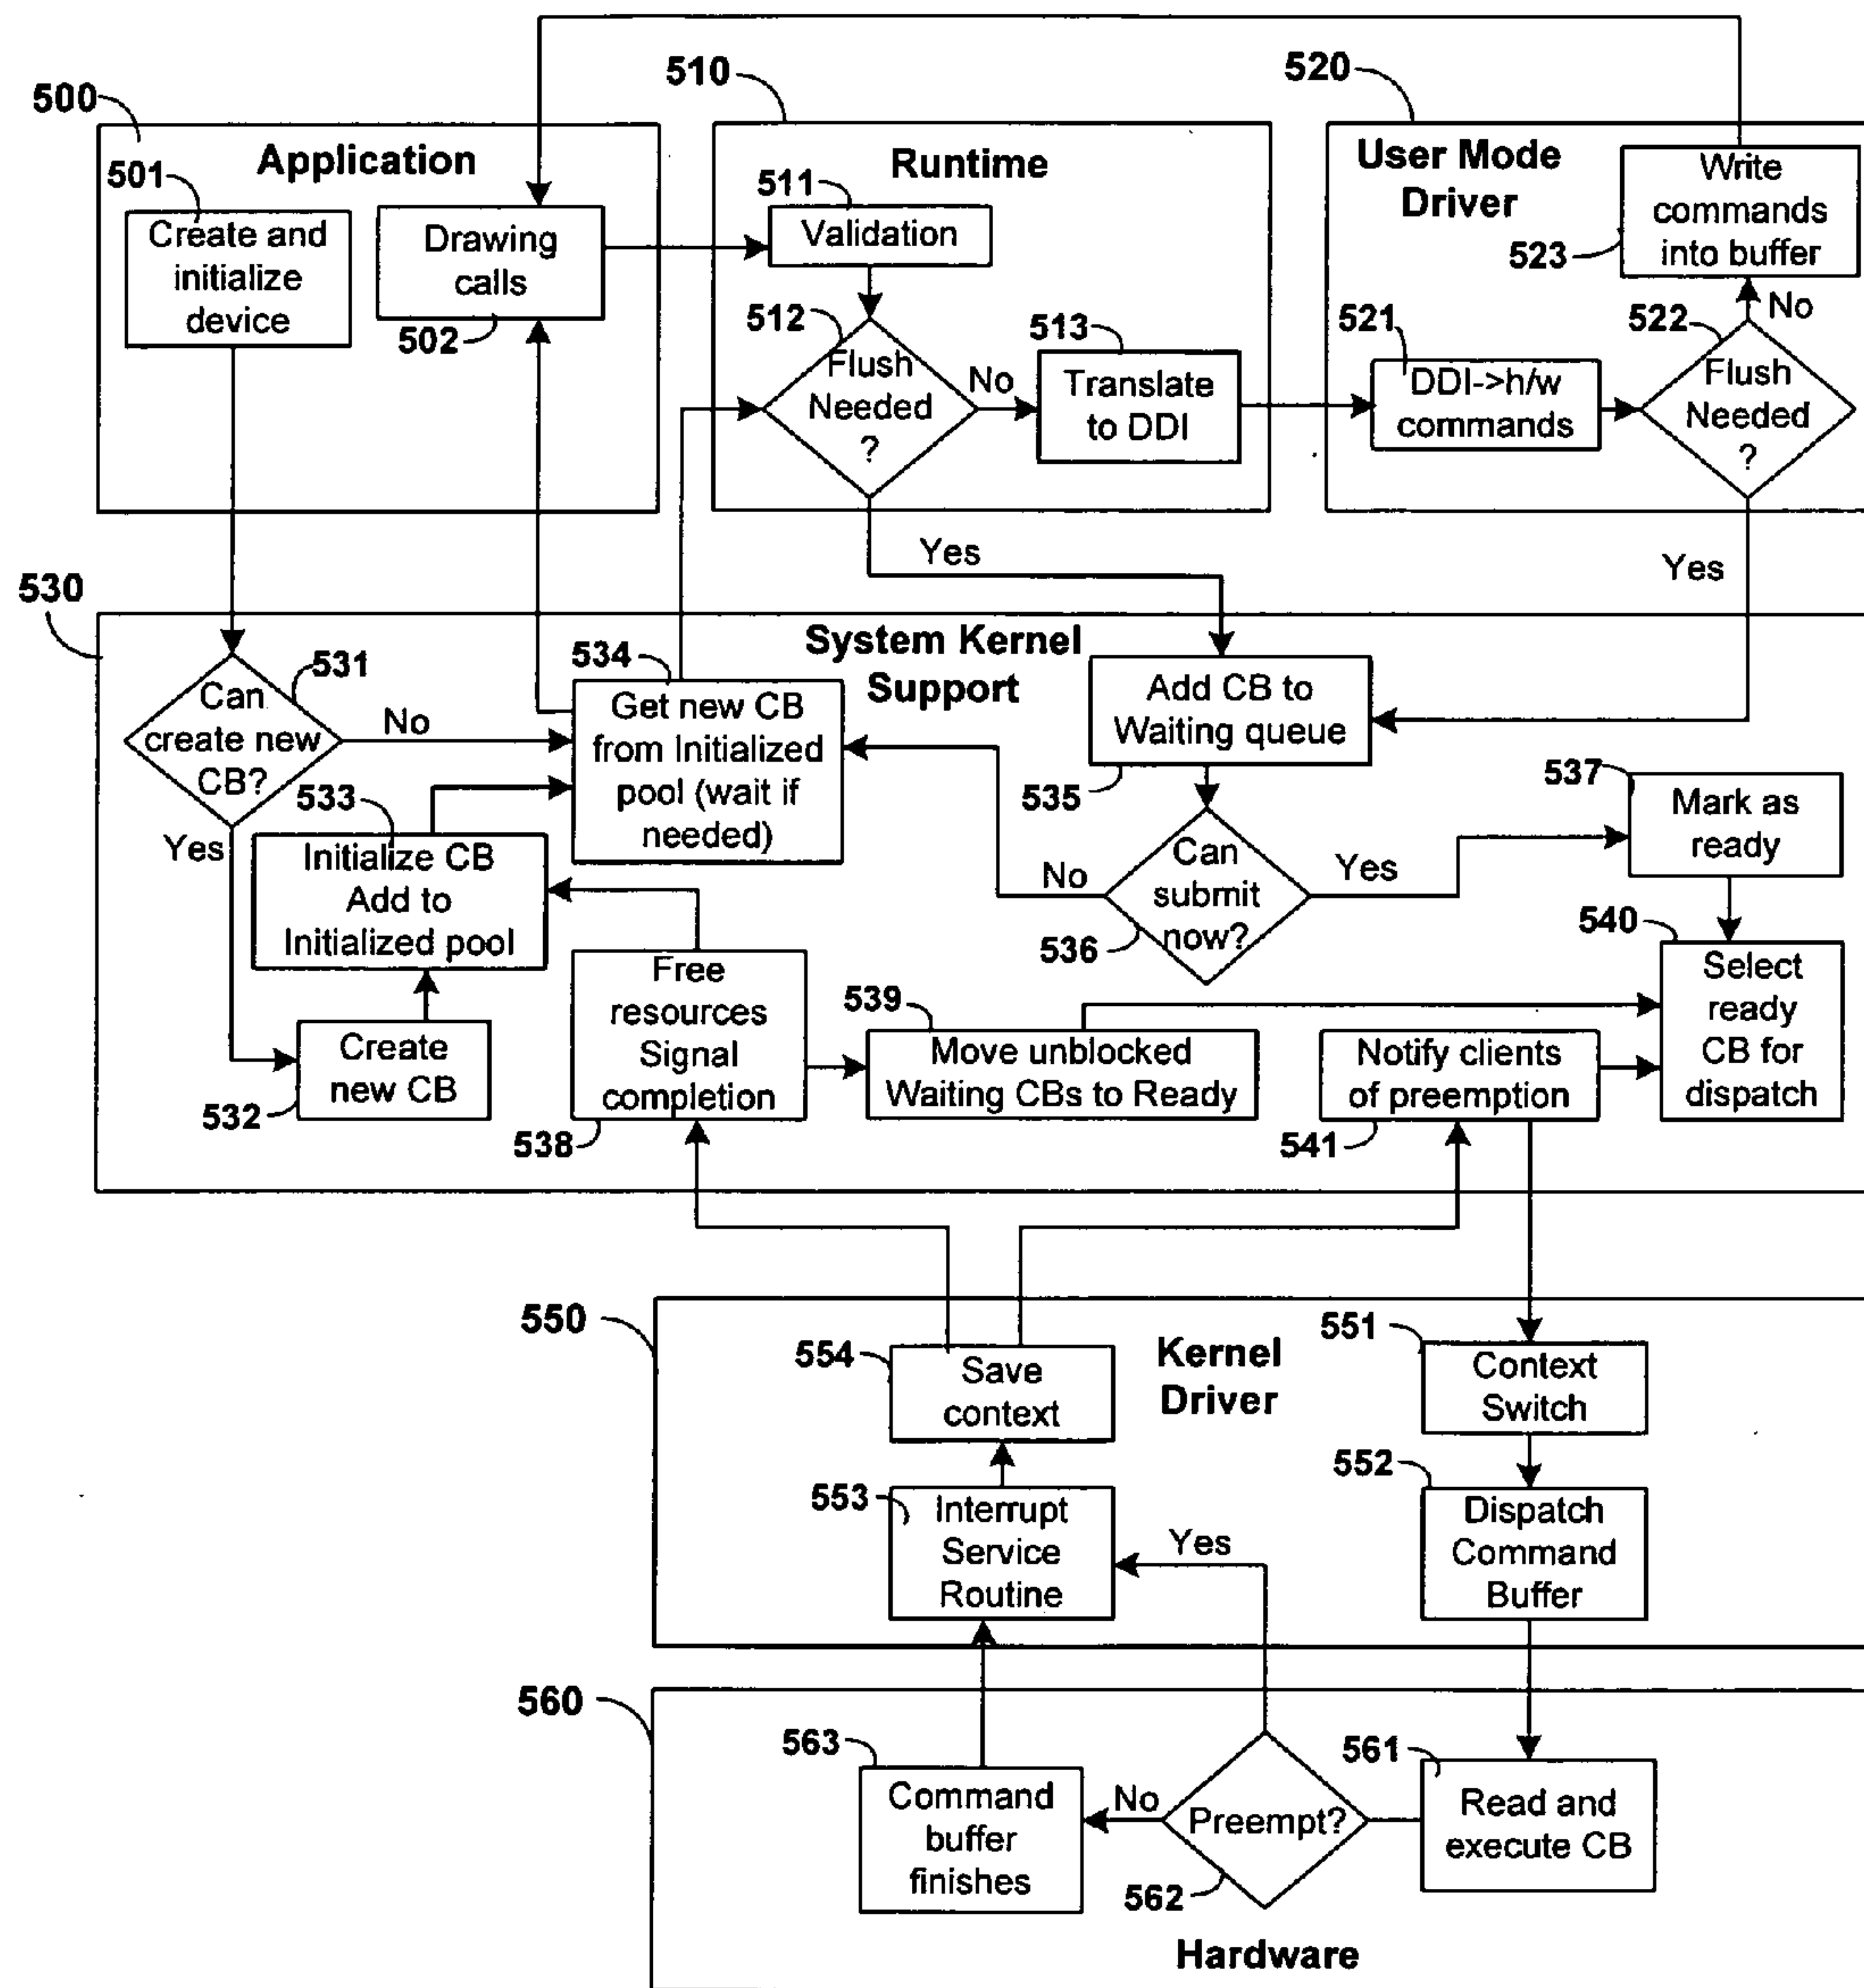 500
510
520
Application
501
Create and
initialize
device
Drawing
calls
502
Runtime
511
Validation
512
Flush
Needed
?
No
513
Translate
to DDI
User Mode
Driver
Write
commands
into buffer
523
521
DDI->h/w
commands
522
No
Flush
Needed
?
Yes
Yes
530
System Kernel
Support
531
Can
create new
CB?
No
Yes
534
Get new CB
from Initialized
pool (wait if
needed)
Add CB to
Waiting queue
535
533
Initialize CB
Add to
Initialized pool
Can
submit
now?
536
No
Yes
537
Mark as
ready
540
Select
ready
CB for
dispatch
Create
new CB
532
Free
resources
Signal
completion
538
539
Move unblocked
Waiting CBs to Ready
Notify clients
of preemption
541
550
Kernel
Driver
554
Save
context
551
Context
Switch
553
Interrupt
Service
Routine
Yes
552
Dispatch
Command
Buffer
560
563
Command
buffer
finishes
No
Preempt?
562
561
Read and
execute CB
Hardware